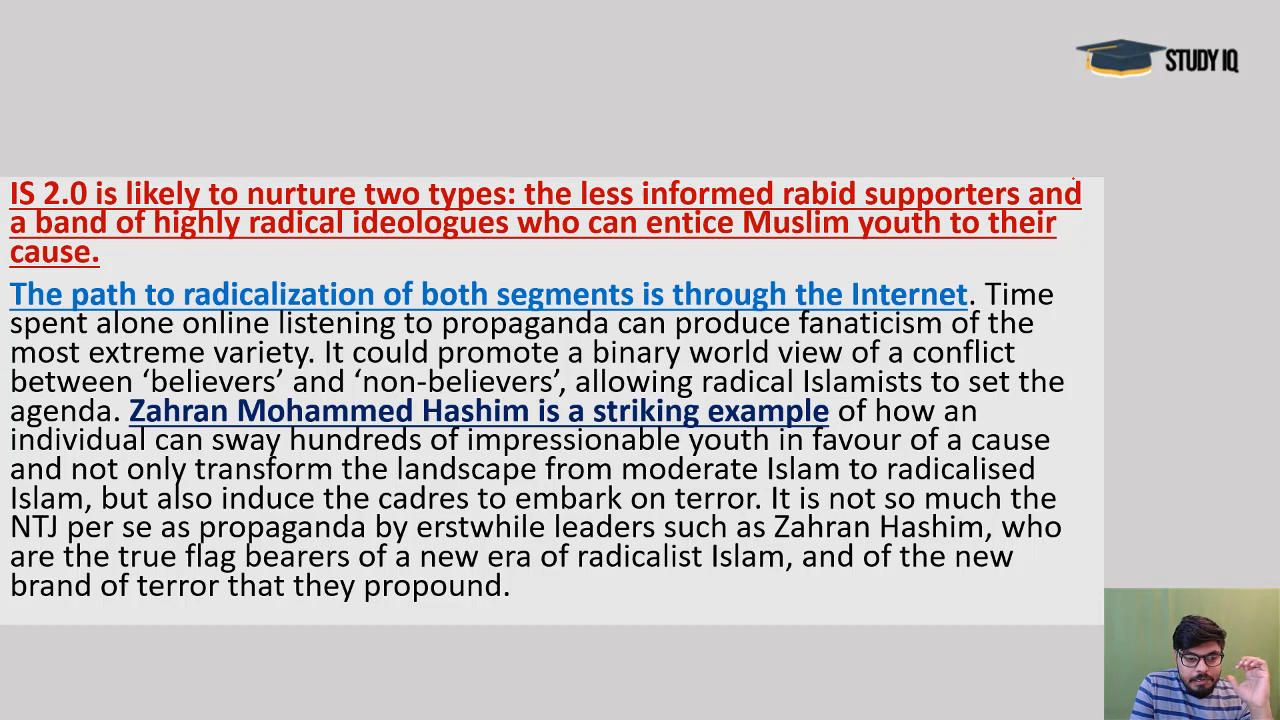 STUDY IQ
IS 2.0 is likely to nurture two types: the less informed rabid supporters and
a band of highly radical ideologues who can entice Muslim youth to their
cause.
The path to radicalization of both segments is through the Internet. Time
spent alone online listening to propaganda can produce fanaticism of the
most extreme variety. It could promote a binary world view of a conflict
between ‘believers’ and ‘non-believers’, allowing radical Islamists to set the
agenda. Zahran Mohammed Hashim is a striking example of how an
individual can sway hundreds of impressionable youth in favour of a cause
and not only transform the landscape from moderate Islam to radicalised
Islam, but also induce the cadres to embark on terror. It is not so much the
NTJ per se as propaganda by erstwhile leaders such as Zahran Hashim, who
are the true flag bearers of a new era of radicalist Islam, and of the new
brand of terror that they propound.